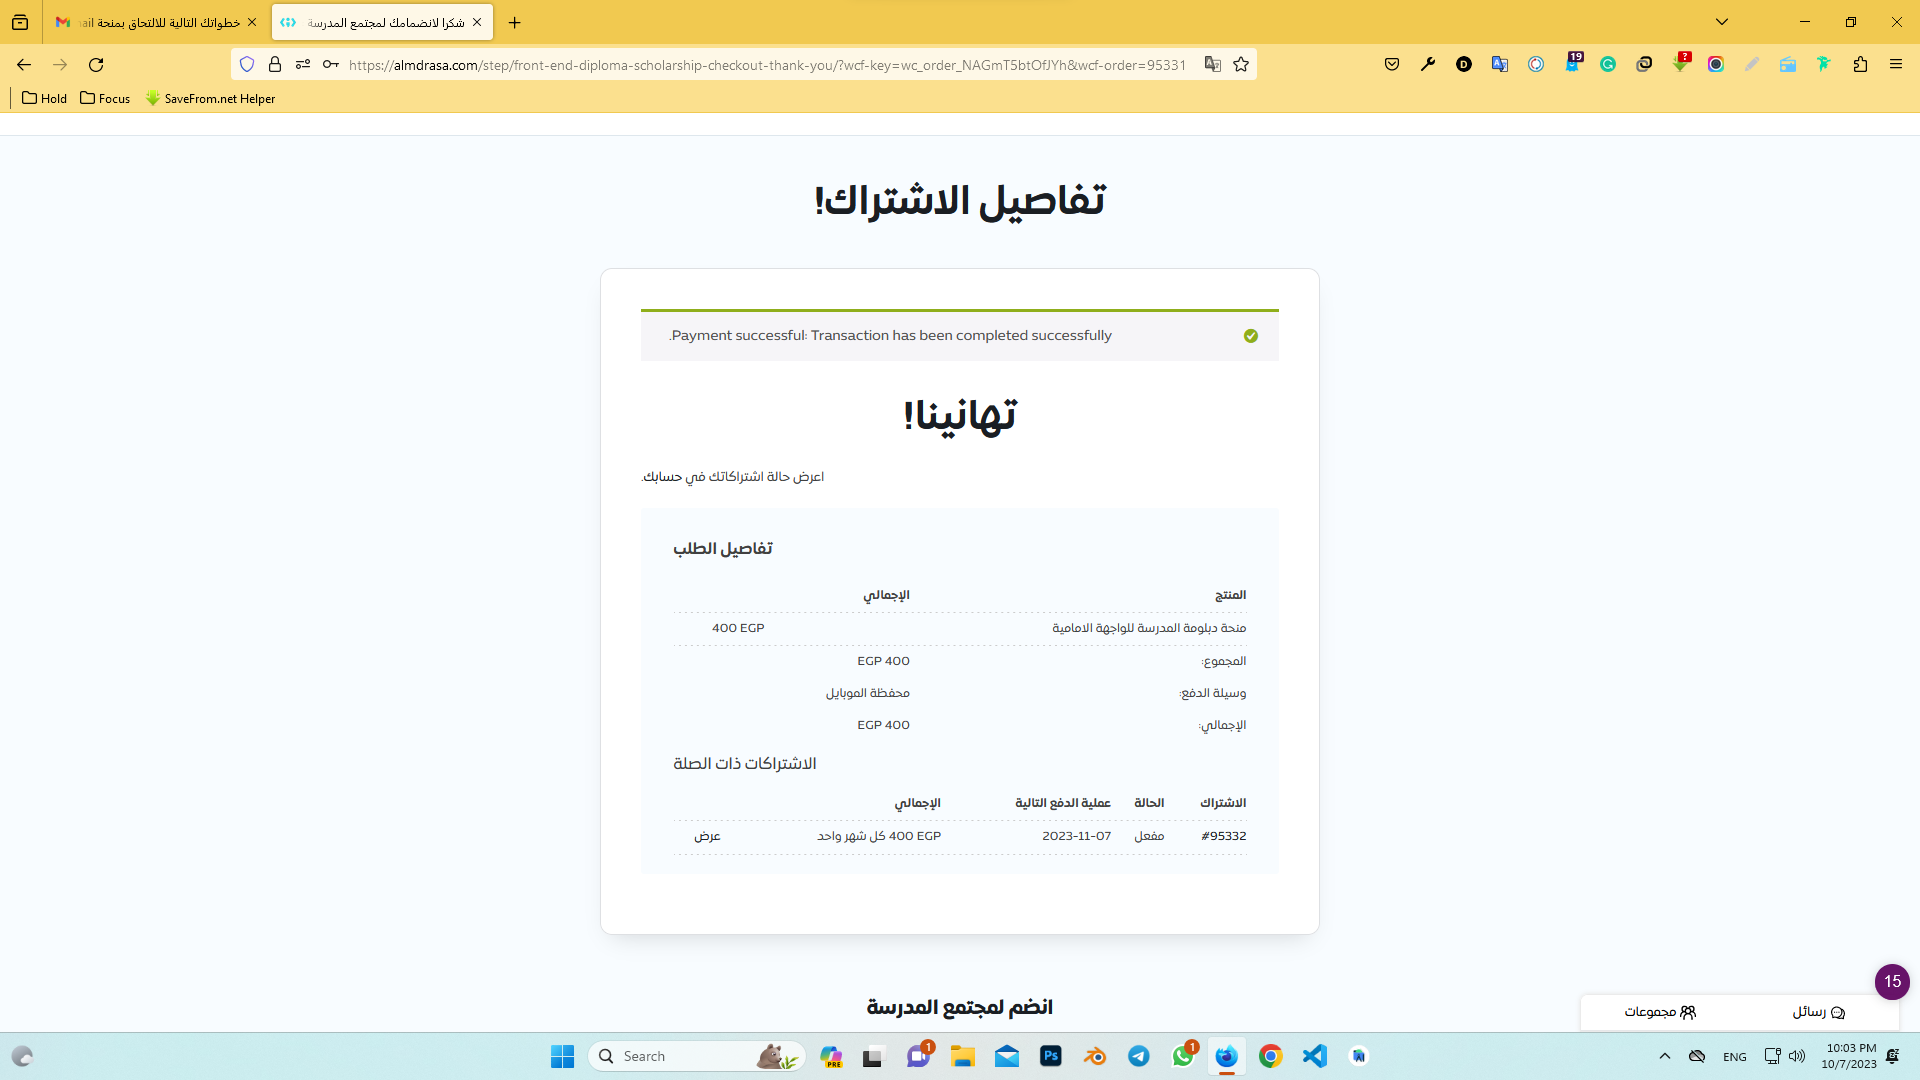 خطواتك التالية للالتحاق بمنحة
شكرا لانضمامك لمجتمع المدرسة
https://almdrasa.com/step/front-end-diploma-scholarship-checkout-thank-you/?wcf-key=wc_order_NAGmT5btOfJYh&wcf-order=95331
19
?
Hold
Focus
SaveFrom.net Helper
تفاصيل الاشتراك!
Payment successful: Transaction has been completed successfully.
تهانينا!
اعرض حالة اشتراكاتك في حسابك.
تفاصيل الطلب
المنتج الإجمالي
منحة دبلومة المدرسة للواجهة الامامية 400 EGP
المجموع: 400 EGP
وسيلة الدفع: محفظة الموبايل
الإجمالي: 400 EGP
الاشتراكات ذات الصلة
الاشتراك الحالة عملية الدفع التالية الإجمالي
#95332 مفعل 2023-11-07 400 EGP كل شهر واحد عرض
انضم لمجتمع المدرسة
15
رسائل مجموعات
Search
PRE
1
Ps
1
ENG
10:03 PM
10/7/2023